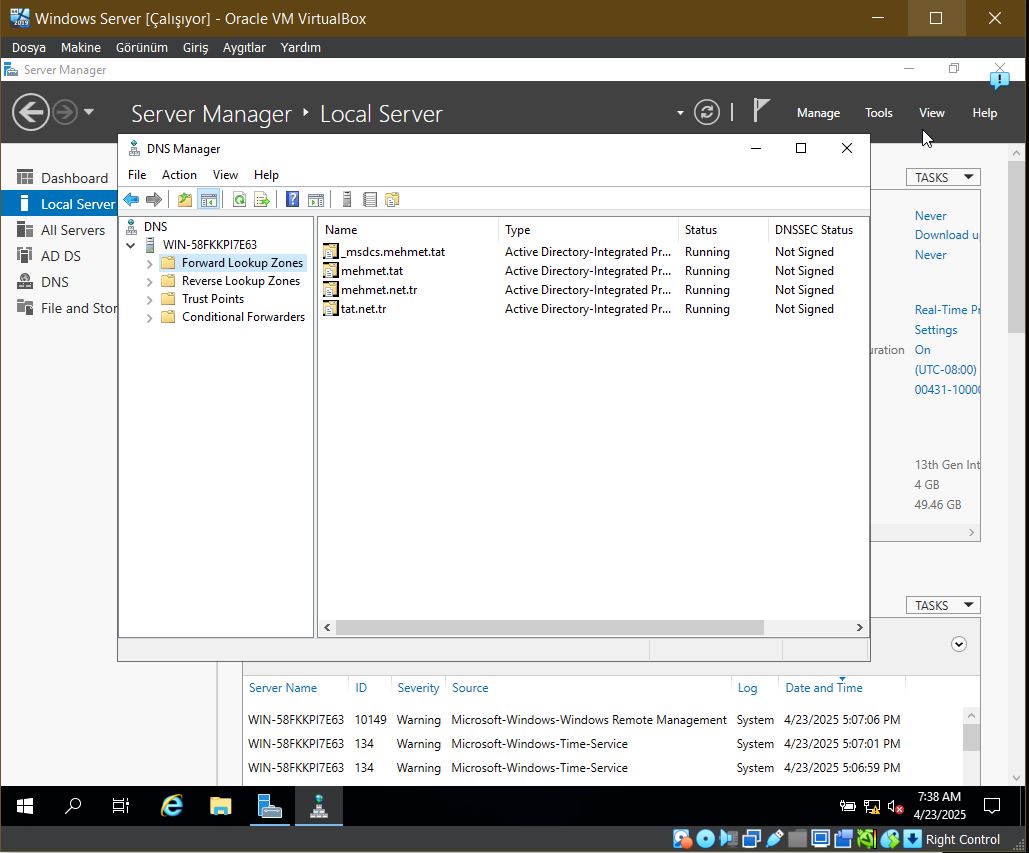 Windows Server [Çalışıyor] - Oracle VM VirtualBox
Dosya Makine Görünüm Giriş Aygıtlar Yardım
Server Manager
Server Manager Local Server
Manage Tools View Help
Dashboard
Local Server
All Servers
AD DS
DNS
File and Stor
DNS Manager
File Action View Help
DNS
WIN-58FKKPI7E63
Forward Lookup Zones
Reverse Lookup Zones
Trust Points
Conditional Forwarders
Name Type Status DNSSEC Status
_msdcs.mehmet.tat Active Directory-Integrated Pr... Running Not Signed
mehmet.tat Active Directory-Integrated Pr... Running Not Signed
mehmet.net.tr Active Directory-Integrated Pr... Running Not Signed
tat.net.tr Active Directory-Integrated Pr... Running Not Signed
TASKS
Never
Download u
Never
Real-Time Pr
Settings
uration On
(UTC-08:00)
00431-10000
13th Gen Int
4 GB
49.46 GB
TASKS
Server Name ID Severity Source Log Date and Time
WIN-58FKKPI7E63 10149 Warning Microsoft-Windows-Windows Remote Management System 4/23/2025 5:07:06 PM
WIN-58FKKPI7E63 134 Warning Microsoft-Windows-Time-Service System 4/23/2025 5:07:01 PM
WIN-58FKKPI7E63 134 Warning Microsoft-Windows-Time-Service System 4/23/2025 5:06:59 PM
7:38 AM
4/23/2025
Right Control